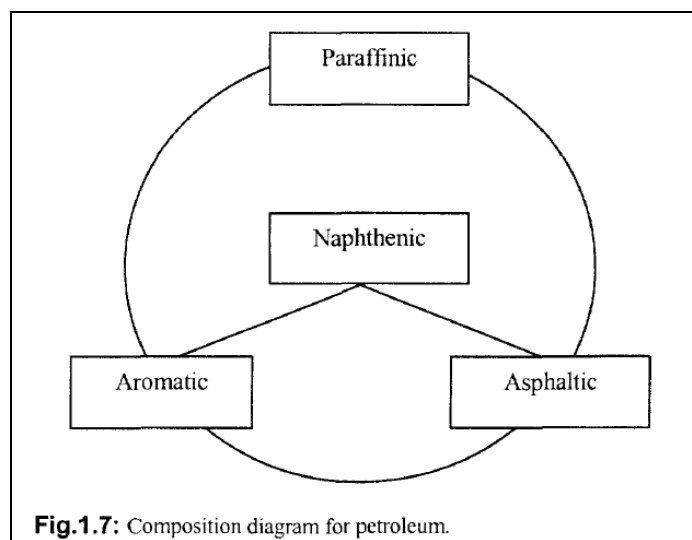 Paraffinic
Naphthenic
Aromatic
Asphaltic
Fig.1.7: Composition diagram for petroleum.